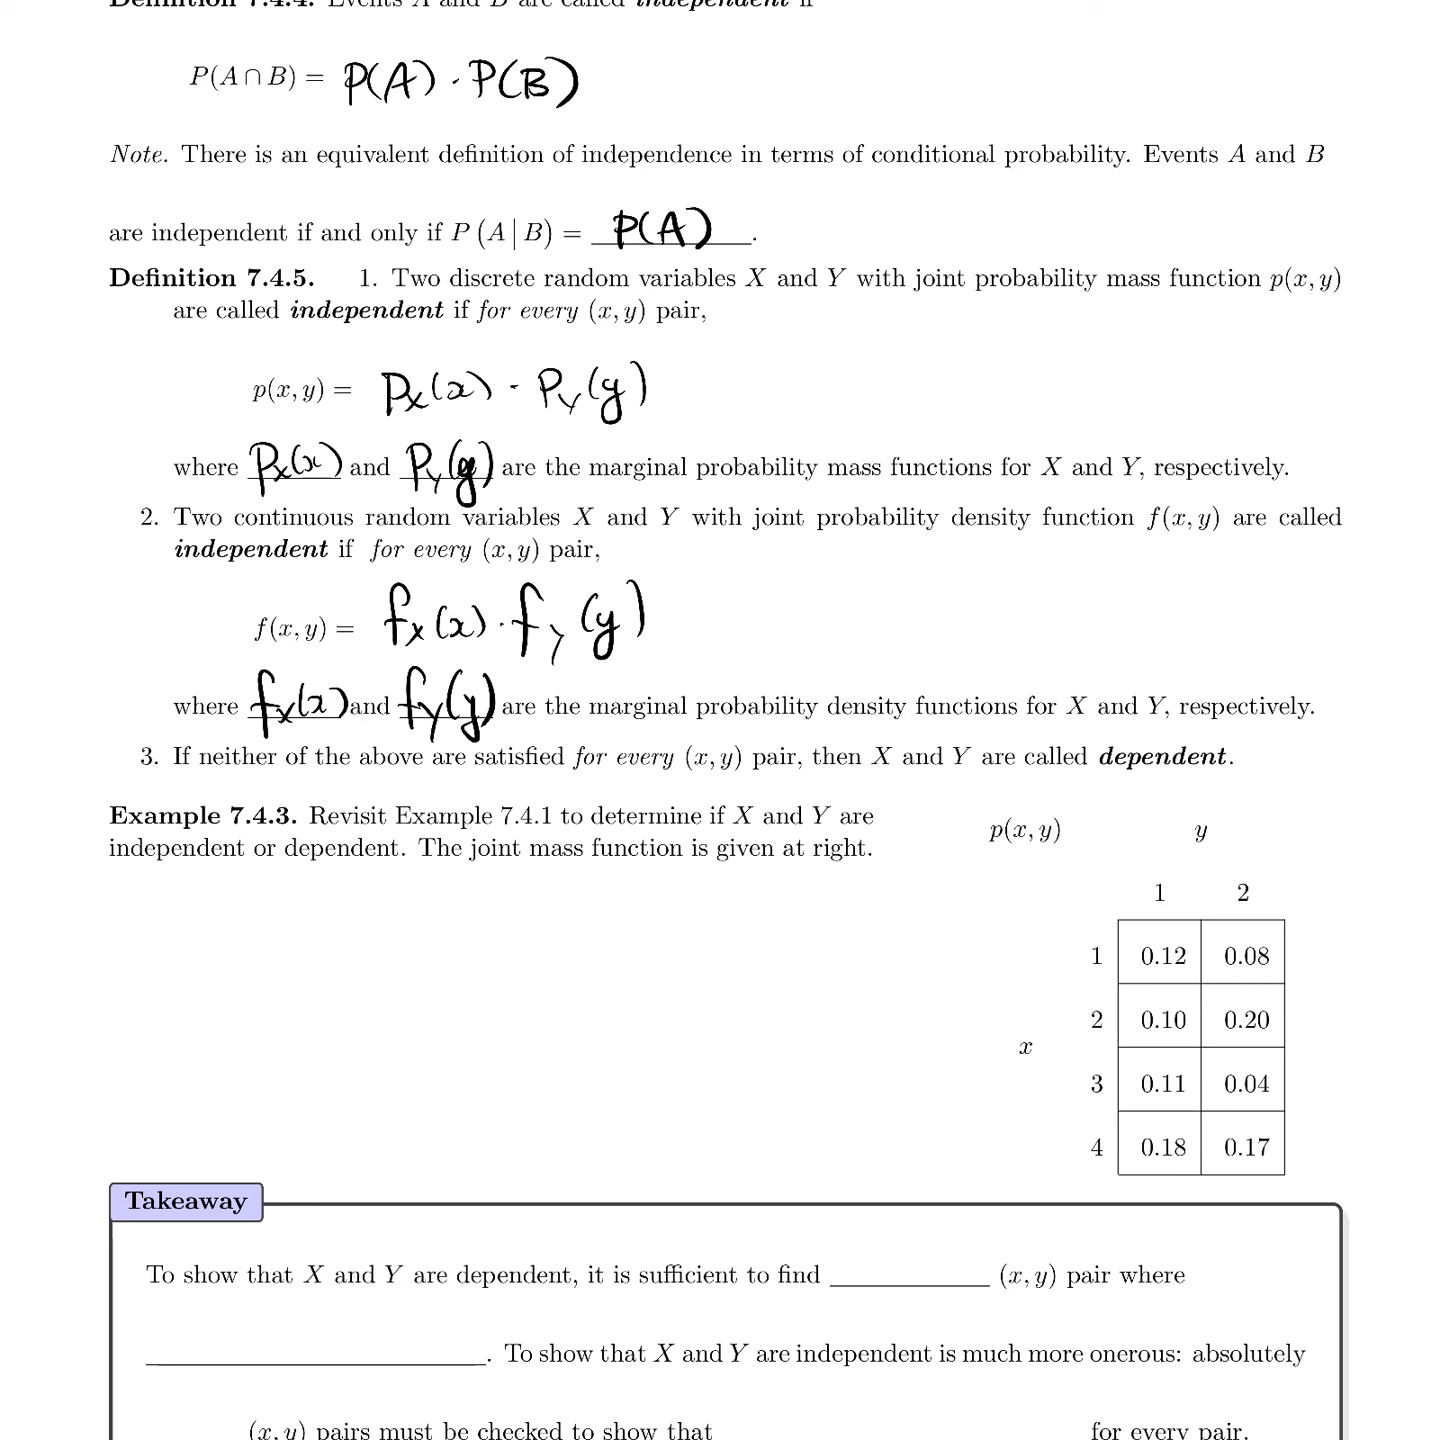 Definition 7.4.4. Events A and B are called independent if
P(A ∩ B) = P(A) · P(B)
Note. There is an equivalent definition of independence in terms of conditional probability. Events A and B
are independent if and only if P(A | B) = P(A).
Definition 7.4.5. 1. Two discrete random variables X and Y with joint probability mass function p(x, y)
are called independent if for every (x, y) pair,
p(x, y) = Pₓ(x) · P_Y(y)
where Pₓ(x) and P_Y(y) are the marginal probability mass functions for X and Y, respectively.
2. Two continuous random variables X and Y with joint probability density function f(x, y) are called
independent if for every (x, y) pair,
f(x, y) = fₓ(x) · f_Y(y)
where fₓ(x) and f_Y(y) are the marginal probability density functions for X and Y, respectively.
3. If neither of the above are satisfied for every (x, y) pair, then X and Y are called dependent.
Example 7.4.3. Revisit Example 7.4.1 to determine if X and Y are
independent or dependent. The joint mass function is given at right.
p(x, y) y
1 2
1 0.12 0.08
2 0.10 0.20
x
3 0.11 0.04
4 0.18 0.17
Takeaway
To show that X and Y are dependent, it is sufficient to find ____ (x, y) pair where
____. To show that X and Y are independent is much more onerous: absolutely
(x, y) pairs must be checked to show that for every pair.